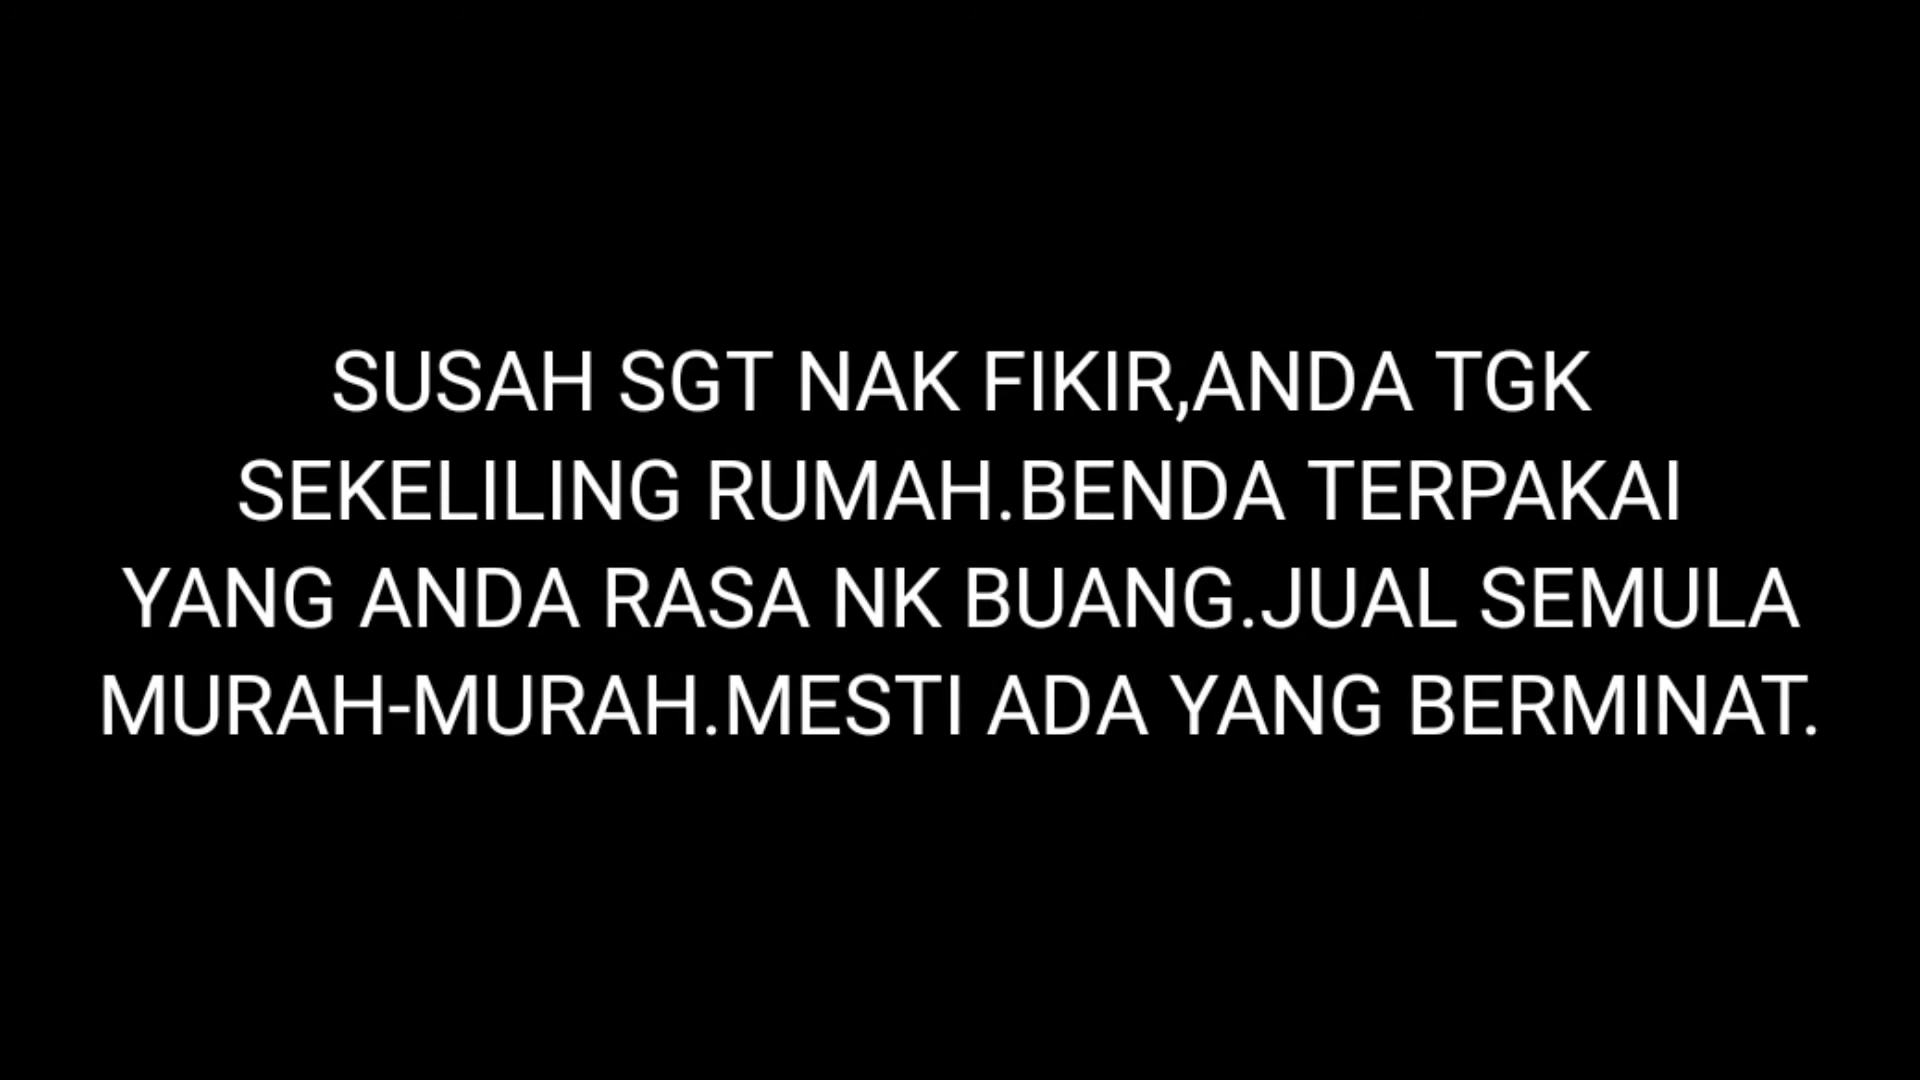 SUSAH SGT NAK FIKIR,ANDA TGK
SEKELILING RUMAH.BENDA TERPAKAI
YANG ANDA RASA NK BUANG.JUAL SEMULA
MURAH-MURAH.MESTI ADA YANG BERMINAT.